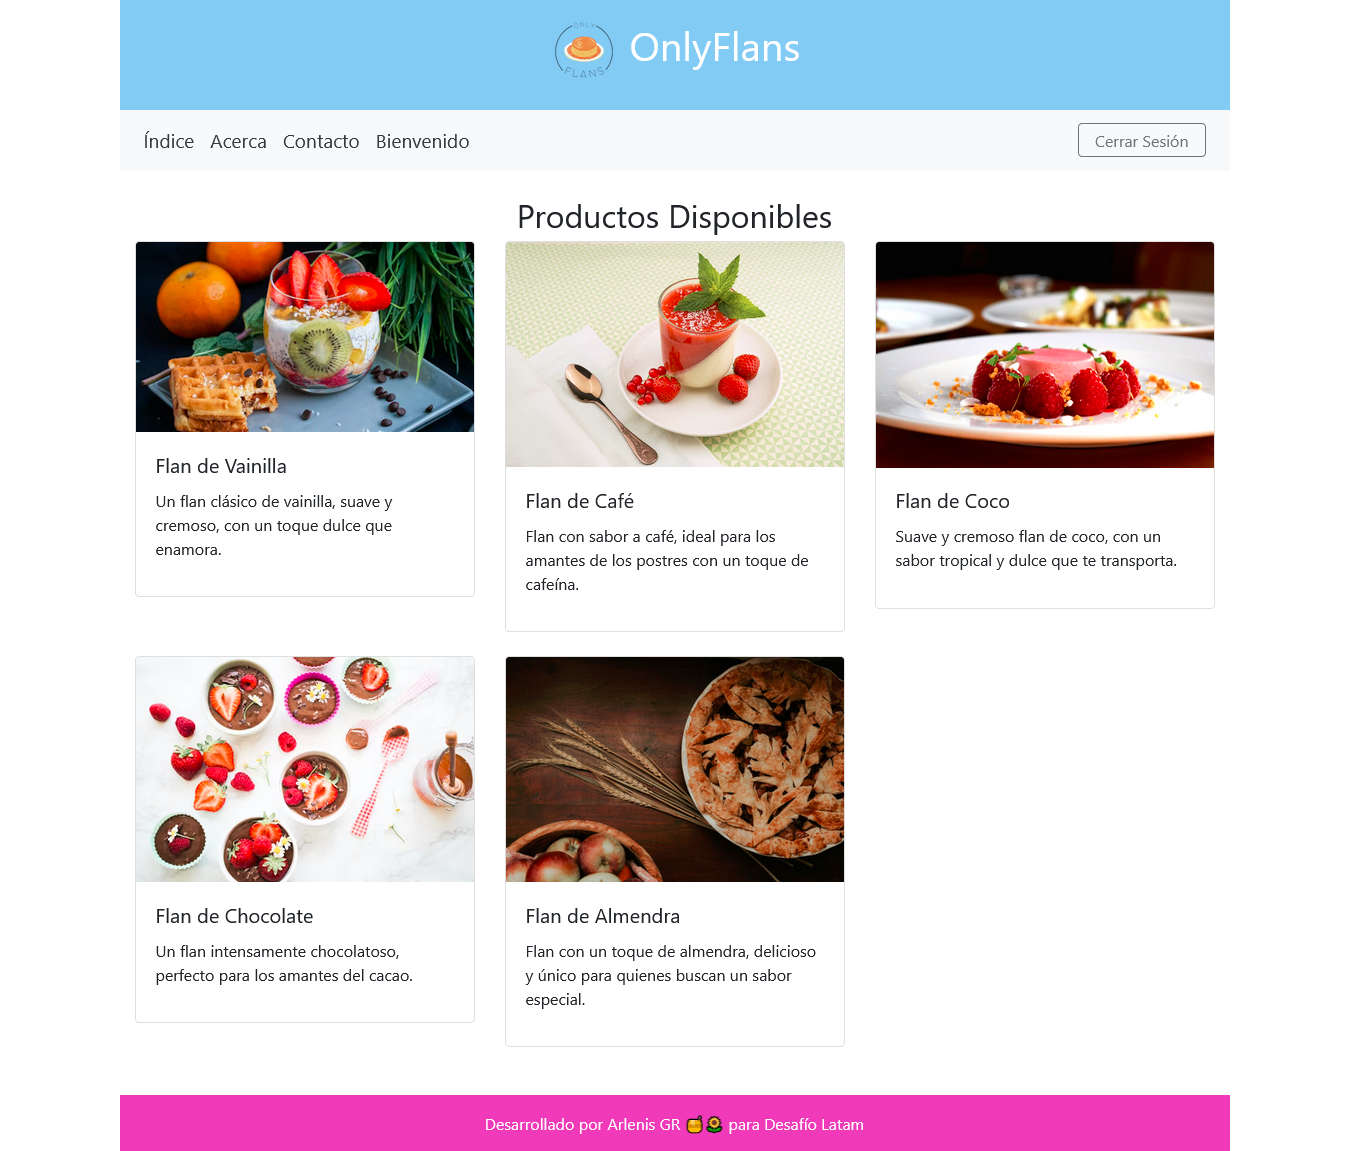 ONLY
FLANS
OnlyFlans
Índice Acerca Contacto Bienvenido
Cerrar Sesión
Productos Disponibles
Flan de Vainilla
Un flan clásico de vainilla, suave y
cremoso, con un toque dulce que
enamora.
Flan de Café
Flan con sabor a café, ideal para los
amantes de los postres con un toque de
cafeína.
Flan de Coco
Suave y cremoso flan de coco, con un
sabor tropical y dulce que te transporta.
Flan de Chocolate
Un flan intensamente chocolatoso,
perfecto para los amantes del cacao.
Flan de Almendra
Flan con un toque de almendra, delicioso
y único para quienes buscan un sabor
especial.
Desarrollado por Arlenis GR 🍯🌻 para Desafío Latam